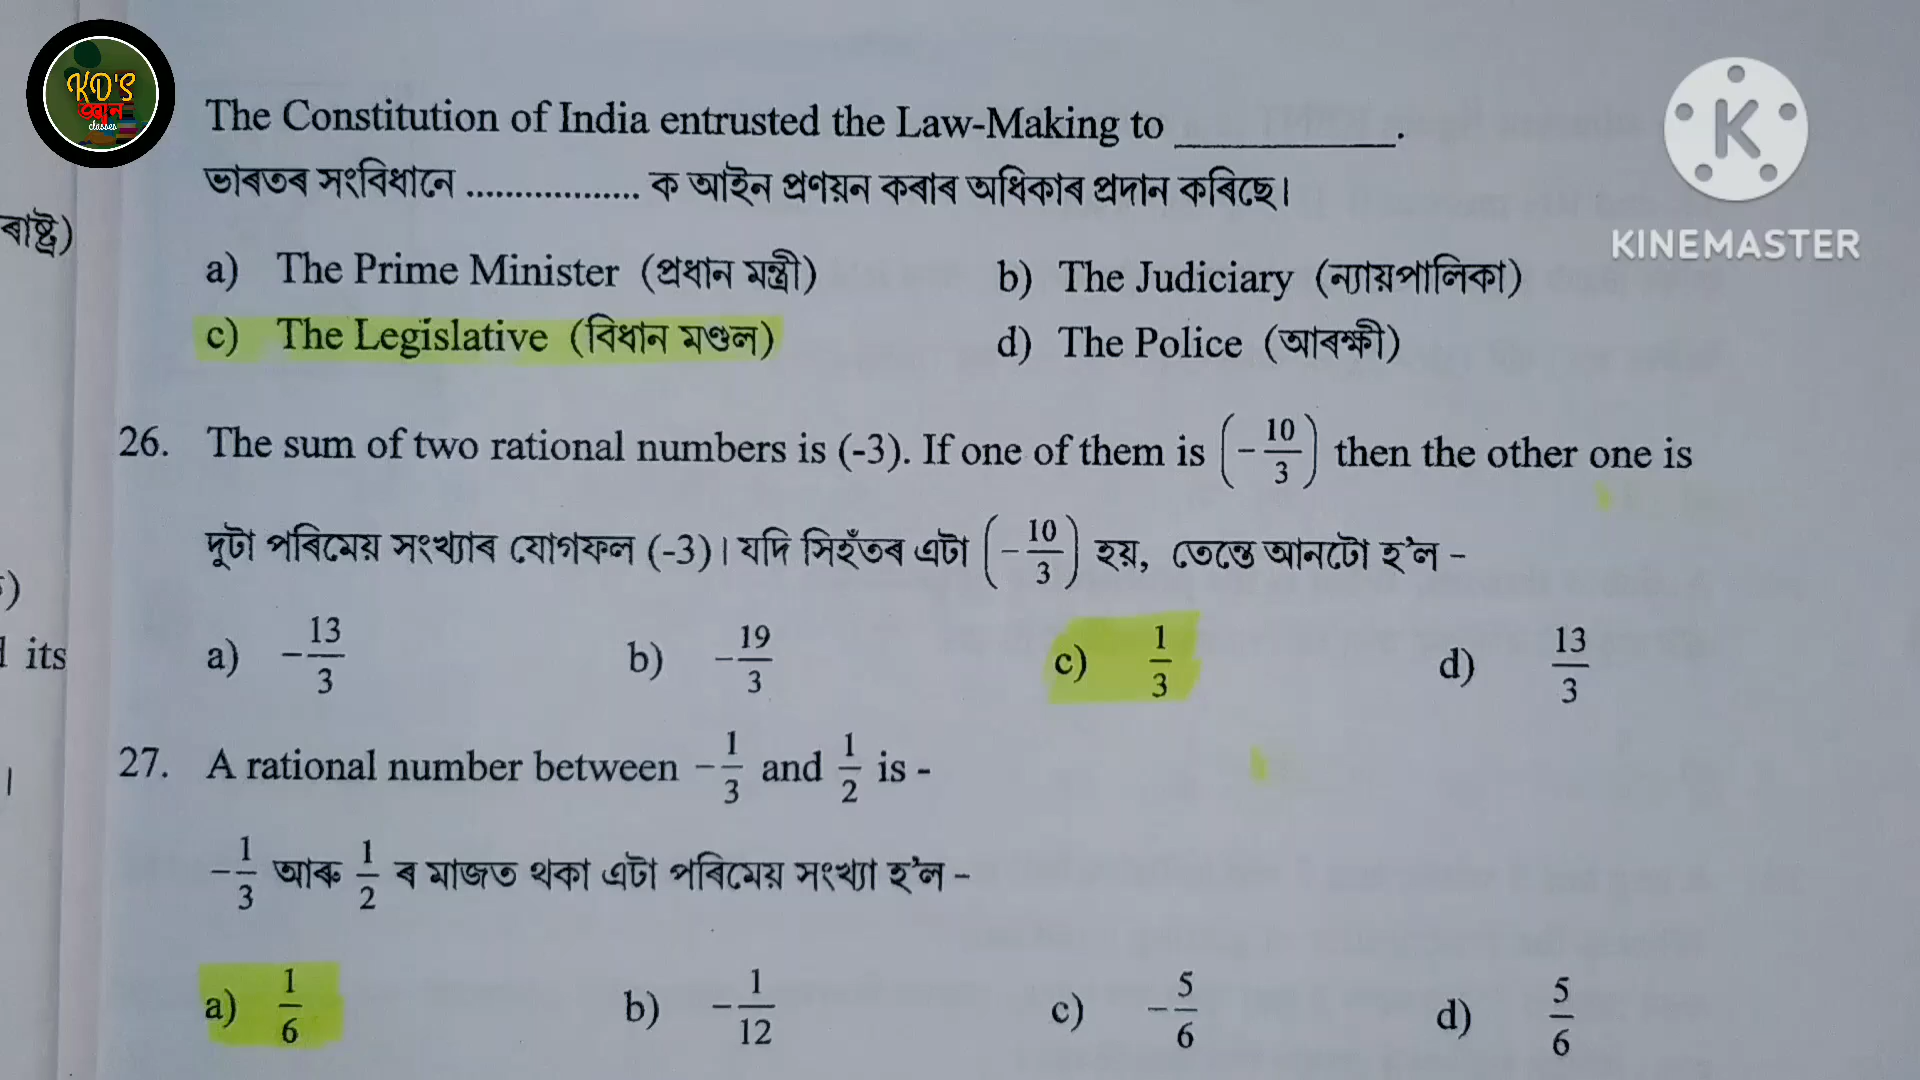 KD'S
জ্ঞান
classes
KINEMASTER
The Constitution of India entrusted the Law-Making to __________.
ভাৰতৰ সংবিধানে .................. ক আইন প্ৰণয়ন কৰাৰ অধিকাৰ প্ৰদান কৰিছে।
ৰাষ্ট্ৰ)
a) The Prime Minister (প্ৰধান মন্ত্ৰী) b) The Judiciary (ন্যায়পালিকা)
c) The Legislative (বিধান মণ্ডল) d) The Police (আৰক্ষী)
26. The sum of two rational numbers is (-3). If one of them is (-10/3) then the other one is
দুটা পৰিমেয় সংখ্যাৰ যোগফল (-3)। যদি সিহঁতৰ এটা (-10/3) হয়, তেন্তে আনটো হ'ল -
its
a) -13/3 b) -19/3 c) 1/3 d) 13/3
27. A rational number between -1/3 and 1/2 is -
-1/3 আৰু 1/2 ৰ মাজত থকা এটা পৰিমেয় সংখ্যা হ'ল -
a) 1/6 b) -1/12 c) -5/6 d) 5/6